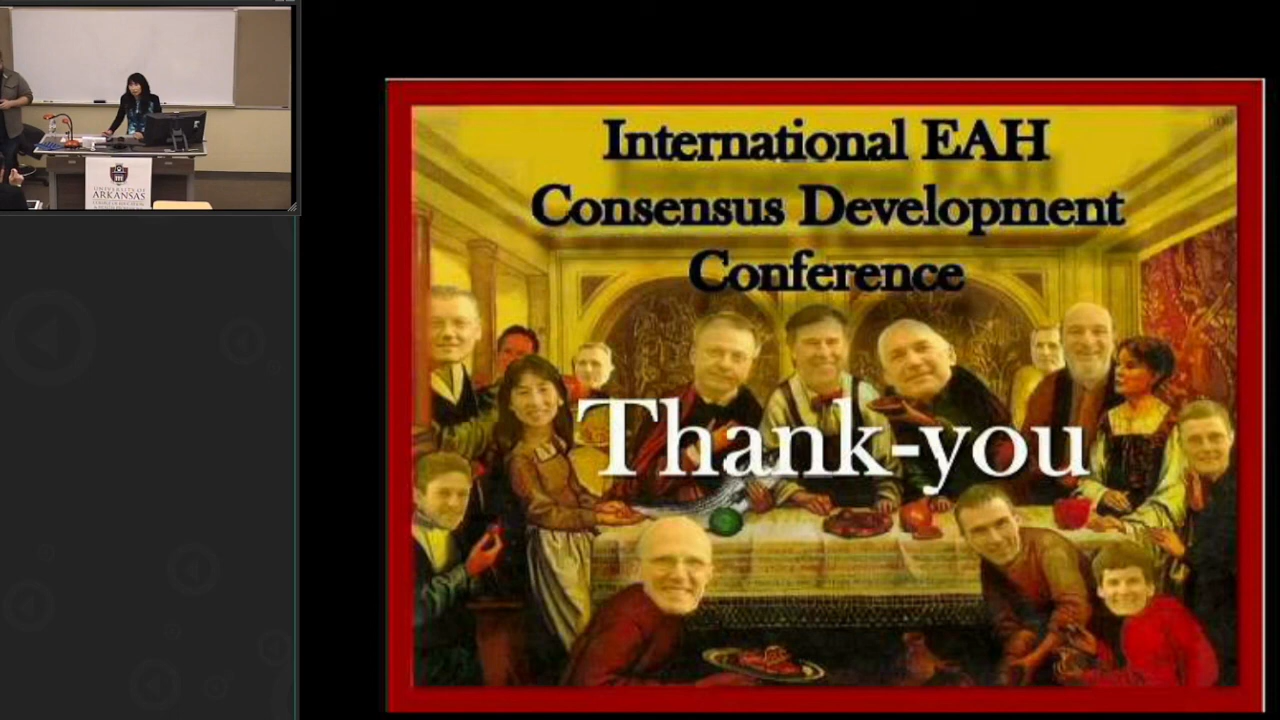 UNIVERSITY OF
ARKANSAS
International EAH
Consensus Development
Conference
Thank-you